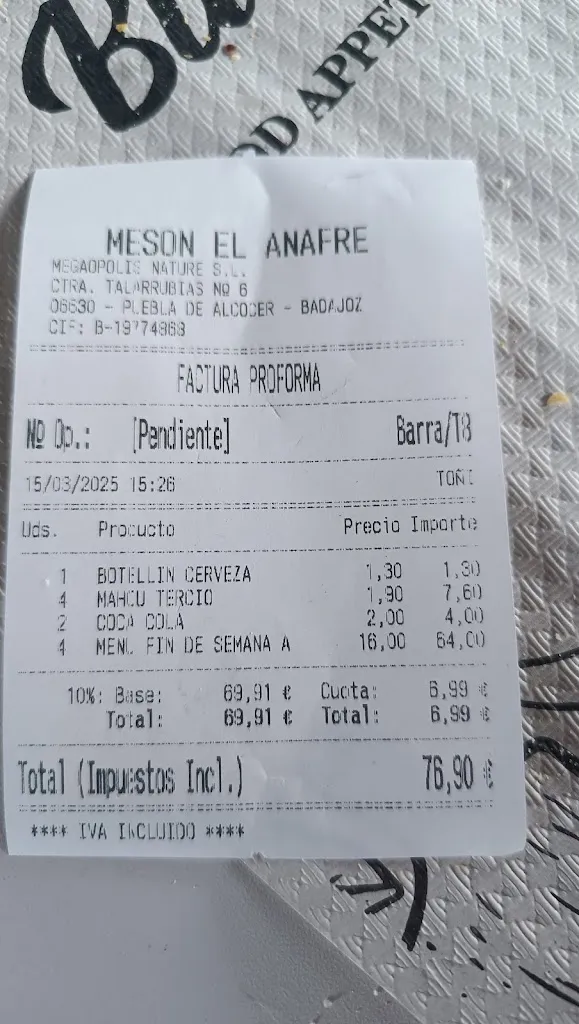 Bu
OD APPET
MESON EL ANAFRE
MEGAOPOLIS NATURE S.L.
CTRA. TALARRUBIAS Nº 6
06630 - PUEBLA DE ALCOCER - BADAJOZ
CIF: B-19774868
FACTURA PROFORMA
Nº Op.: [Pendiente] Barra/T8
15/03/2025 15:26 TOÑI
Uds. Producto Precio Importe
1 BOTELLIN CERVEZA 1,30 1,30
4 MAHOU TERCIO 1,90 7,60
2 COCA COLA 2,00 4,00
4 MENU FIN DE SEMANA A 16,00 64,00
10%: Base: 69,91 € Cuota: 6,99 €
Total: 69,91 € Total: 6,99 €
Total (Impuestos Incl.) 76,90 €
**** IVA INCLUIDO ****